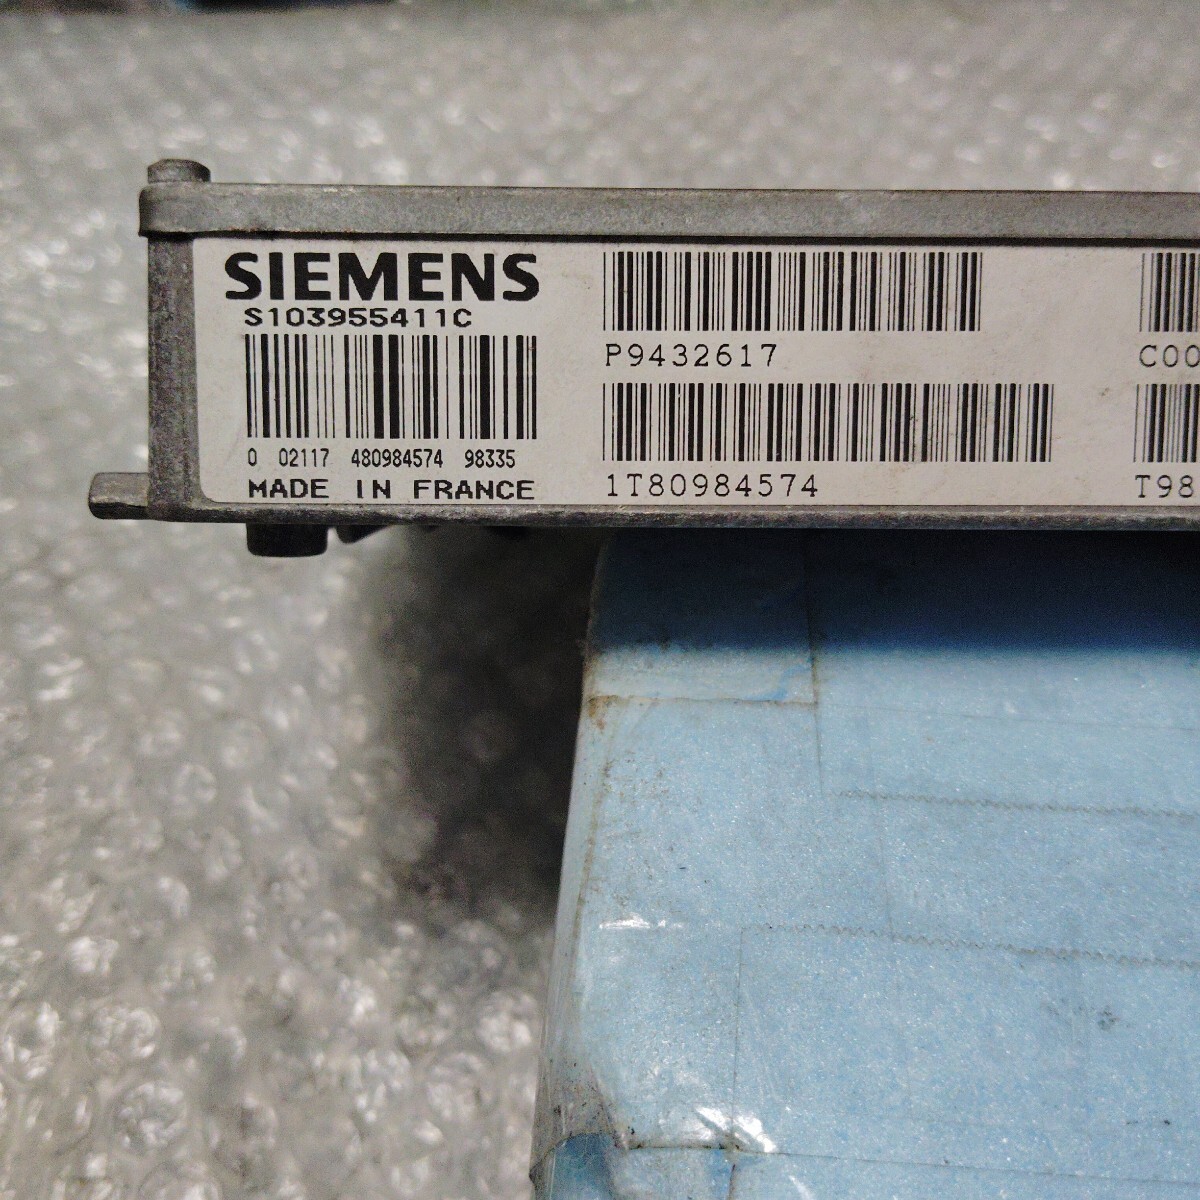 SIEMENS
S103955411C
0 02117 480984574 98335
MADE IN FRANCE
P9432617
1T80984574
C00
T98